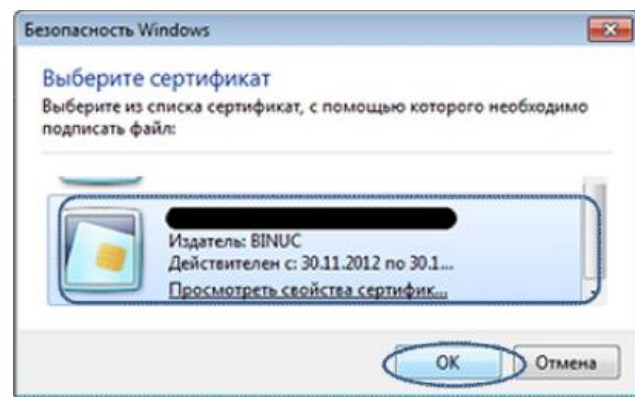 Безопасность Windows
Выберите сертификат
Выберите из списка сертификат, с помощью которого необходимо
подписать файл:
Издатель: BINUC
Действителен с: 30.11.2012 по 30.1...
Просмотреть свойства сертифик...
OK
Отмена